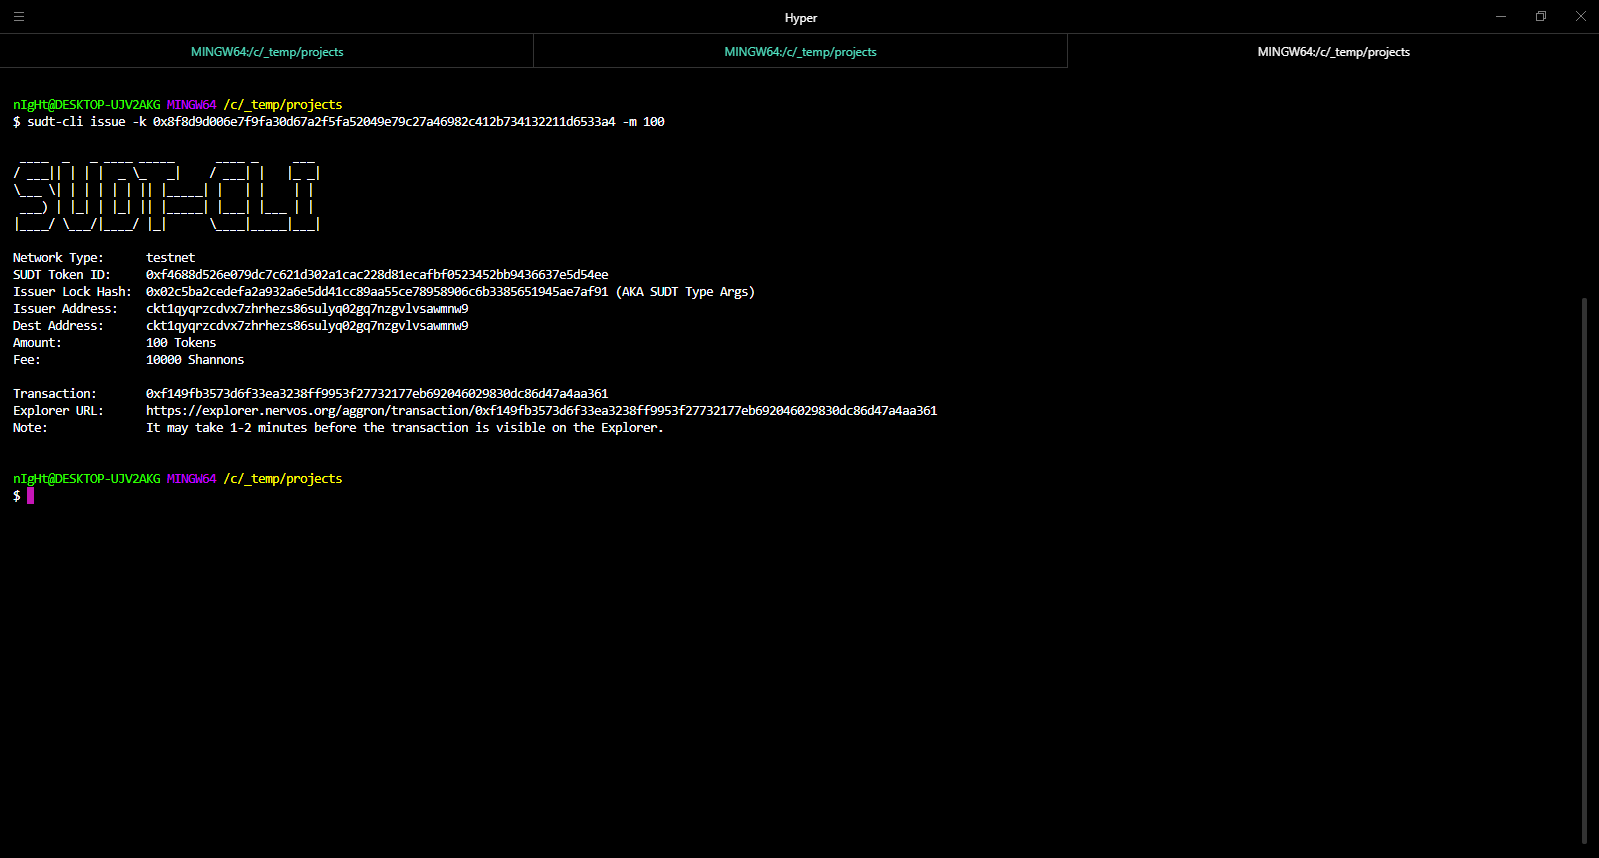 Hyper
MINGW64:/c/_temp/projects MINGW64:/c/_temp/projects MINGW64:/c/_temp/projects
nIgHt@DESKTOP-UJV2AKG MINGW64 /c/_temp/projects
$ sudt-cli issue -k 0x8f8d9d006e7f9fa30d67a2f5fa52049e79c27a46982c412b734132211d6533a4 -m 100
SUDT-CLI
Network Type: testnet
SUDT Token ID: 0xf4688d526e079dc7c621d302a1cac228d81ecafbf0523452bb9436637e5d54ee
Issuer Lock Hash: 0x02c5ba2cedefa2a932a6e5dd41cc89aa55ce78958906c6b3385651945ae7af91 (AKA SUDT Type Args)
Issuer Address: ckt1qyqrzcdvx7zhrhezs86sulyq02gq7nzgvlvsawmnw9
Dest Address: ckt1qyqrzcdvx7zhrhezs86sulyq02gq7nzgvlvsawmnw9
Amount: 100 Tokens
Fee: 10000 Shannons
Transaction: 0xf149fb3573d6f33ea3238ff9953f27732177eb692046029830dc86d47a4aa361
Explorer URL: https://explorer.nervos.org/aggron/transaction/0xf149fb3573d6f33ea3238ff9953f27732177eb692046029830dc86d47a4aa361
Note: It may take 1-2 minutes before the transaction is visible on the Explorer.
nIgHt@DESKTOP-UJV2AKG MINGW64 /c/_temp/projects
$